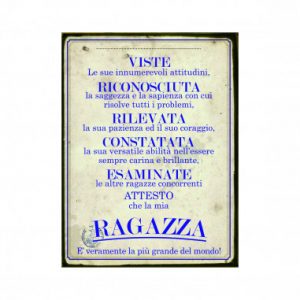 VISTE
Le sue innumerevoli attitudini,
RICONOSCIUTA
la saggezza e la sapienza con cui
risolve tutti i problemi,
RILEVATA
la sua pazienza ed il suo coraggio,
CONSTATATA
la sua versatile abilità nell'essere
sempre carina e brillante,
ESAMINATE
le altre ragazze concorrenti
ATTESTO
che la mia
RAGAZZA
E' veramente la più grande del mondo!